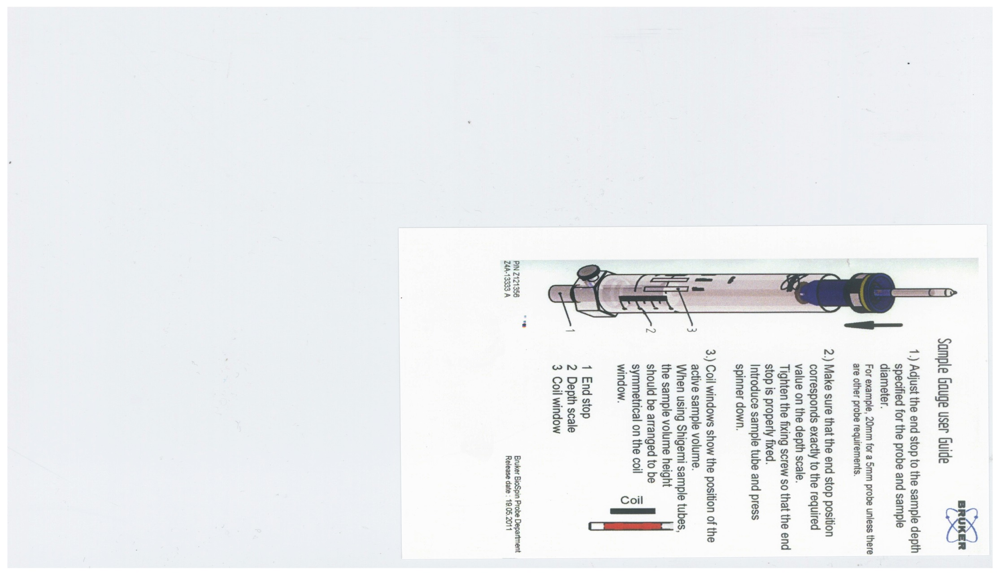 BRUKER
Sample Gauge user Guide
1.) Adjust the end stop to the sample depth
specified for the probe and sample
diameter.
For example, 20mm for a 5mm probe unless there
are other probe requirements.
2.) Make sure that the end stop position
corresponds exactly to the required
value on the depth scale.
Tighten the fixing screw so that the end
stop is properly fixed.
Introduce sample tube and press
spinner down.
3.) Coil windows show the position of the
active sample volume.
When using Shigemi sample tubes,
the sample volume height
should be arranged to be
symmetrical on the coil
window.
Coil
1 End stop
2 Depth scale
3 Coil window
3
2
1
P/N Z121356
Z4A-13333 A
Bruker BioSpin Probe Department
Release date : 19.05.2011